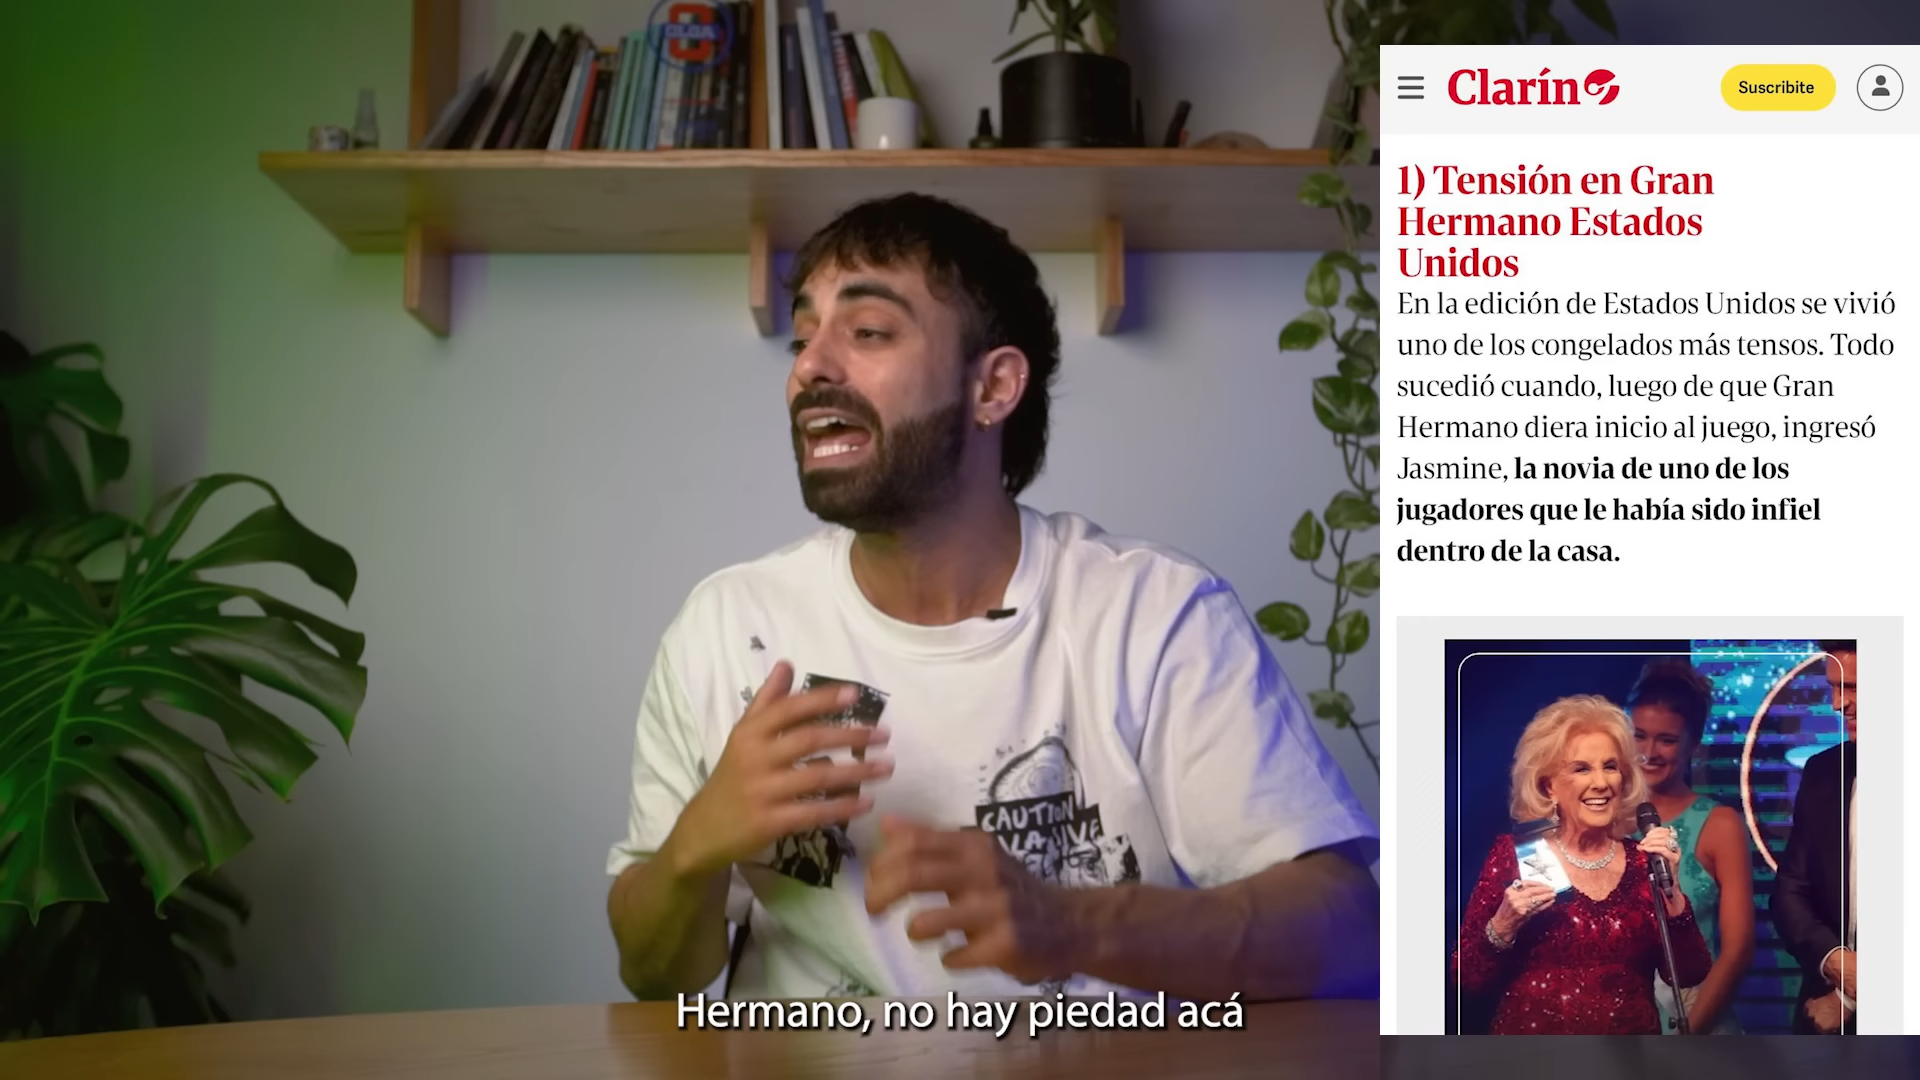 OLGA
Clarín
Suscribite
1) Tensión en Gran
Hermano Estados
Unidos
En la edición de Estados Unidos se vivió
uno de los congelados más tensos. Todo
sucedió cuando, luego de que Gran
Hermano diera inicio al juego, ingresó
Jasmine, la novia de uno de los
jugadores que le había sido infiel
dentro de la casa.
CAUTION
Hermano, no hay piedad acá